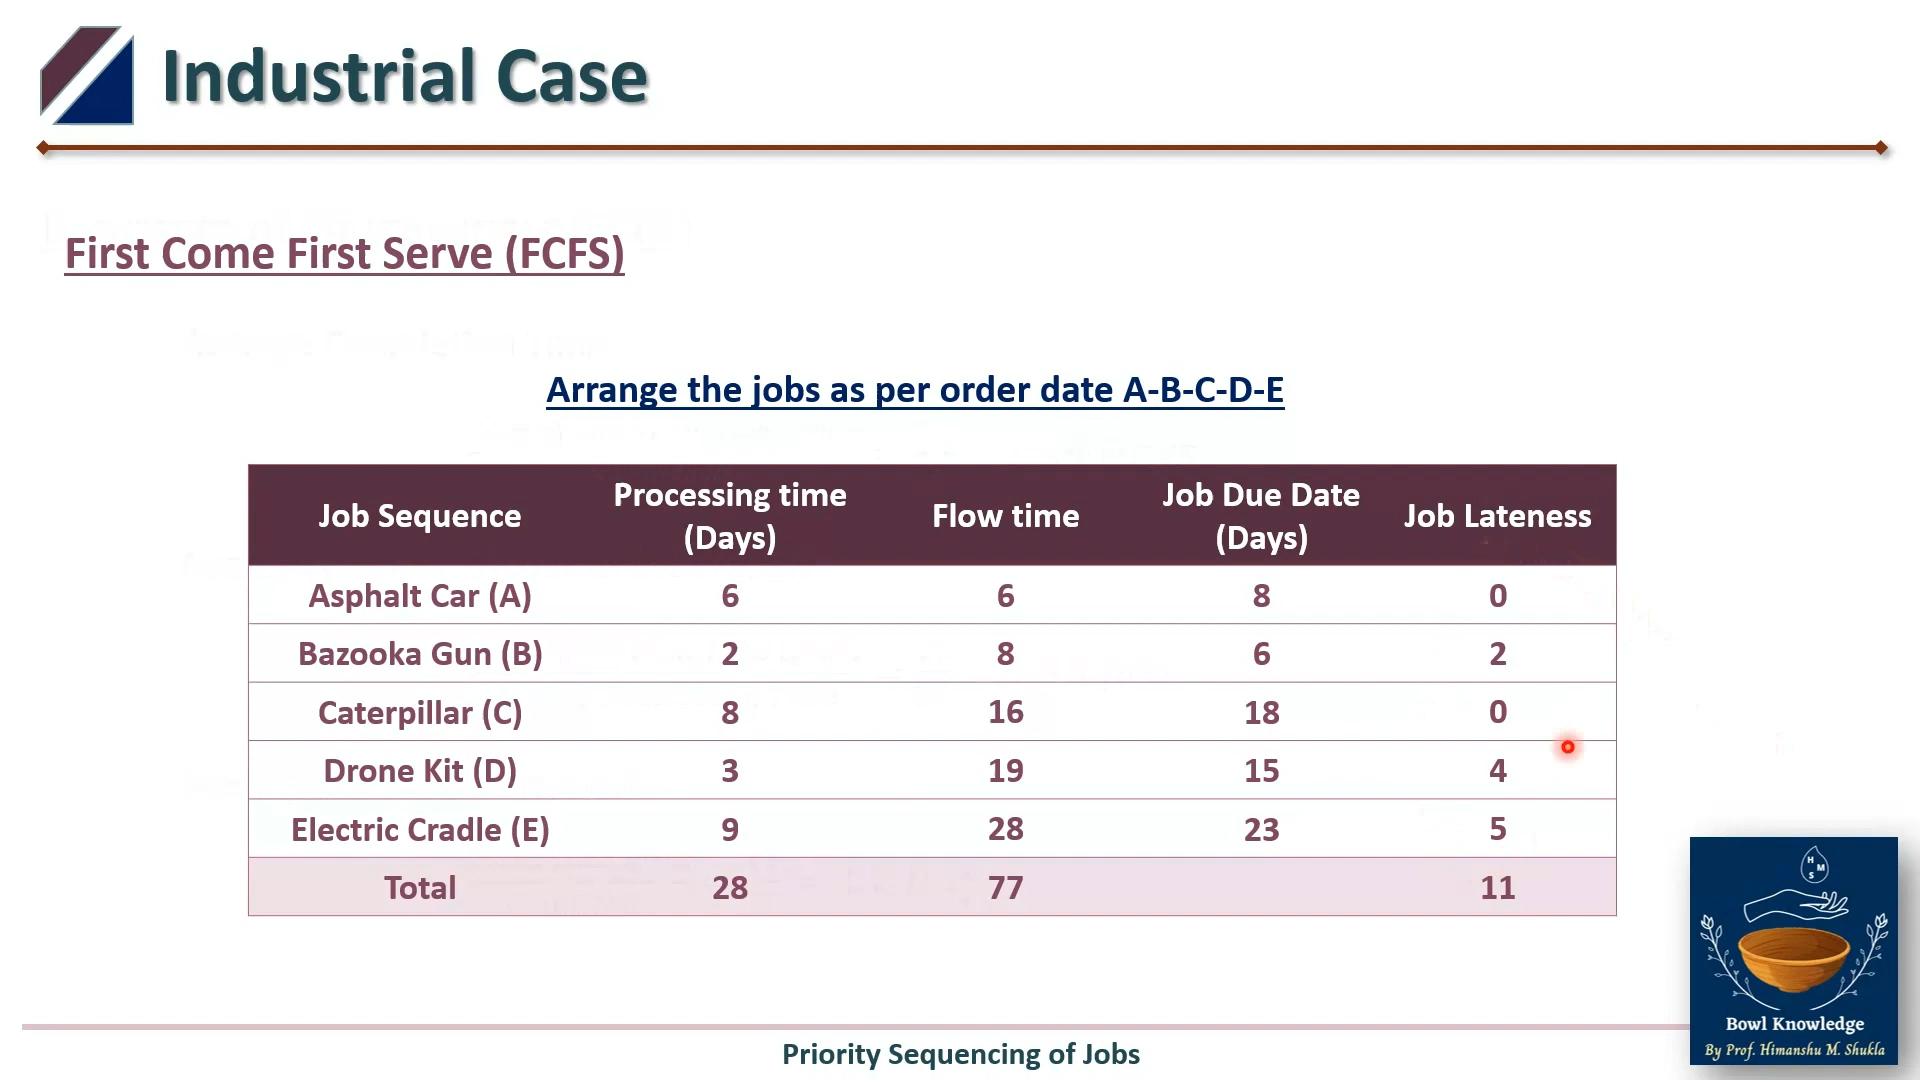 Industrial Case
First Come First Serve (FCFS)
Arrange the jobs as per order date A-B-C-D-E
Job Sequence Processing time (Days) Flow time Job Due Date (Days) Job Lateness
Asphalt Car (A) 6 6 8 0
Bazooka Gun (B) 2 8 6 2
Caterpillar (C) 8 16 18 0
Drone Kit (D) 3 19 15 4
Electric Cradle (E) 9 28 23 5
Total 28 77 11
H M S
Bowl Knowledge
By Prof. Himanshu M. Shukla
Priority Sequencing of Jobs